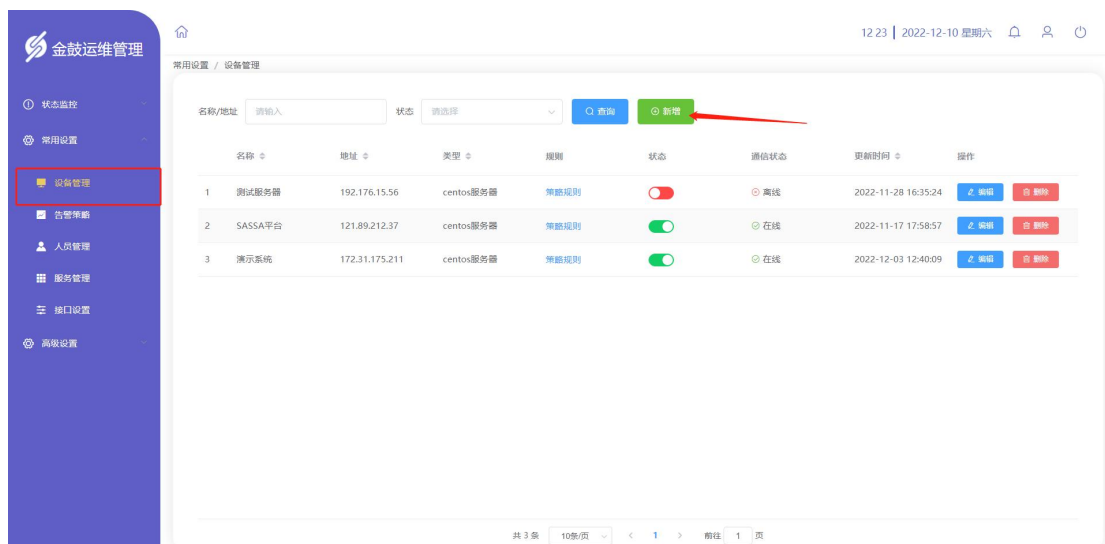 金鼓运维管理
12 23 | 2022-12-10 星期六
常用设置 / 设备管理
状态监控
常用设置
设备管理
告警策略
人员管理
服务管理
接口设置
高级设置
名称/地址 请输入 状态 请选择 查询 新增
名称 地址 类型 规则 状态 通信状态 更新时间 操作
1 测试服务器 192.176.15.56 centos服务器 策略规则 离线 2022-11-28 16:35:24 编辑 删除
2 SASSA平台 121.89.212.37 centos服务器 策略规则 在线 2022-11-17 17:58:57 编辑 删除
3 演示系统 172.31.175.211 centos服务器 策略规则 在线 2022-12-03 12:40:09 编辑 删除
共 3 条 10条/页 < 1 > 前往 1 页